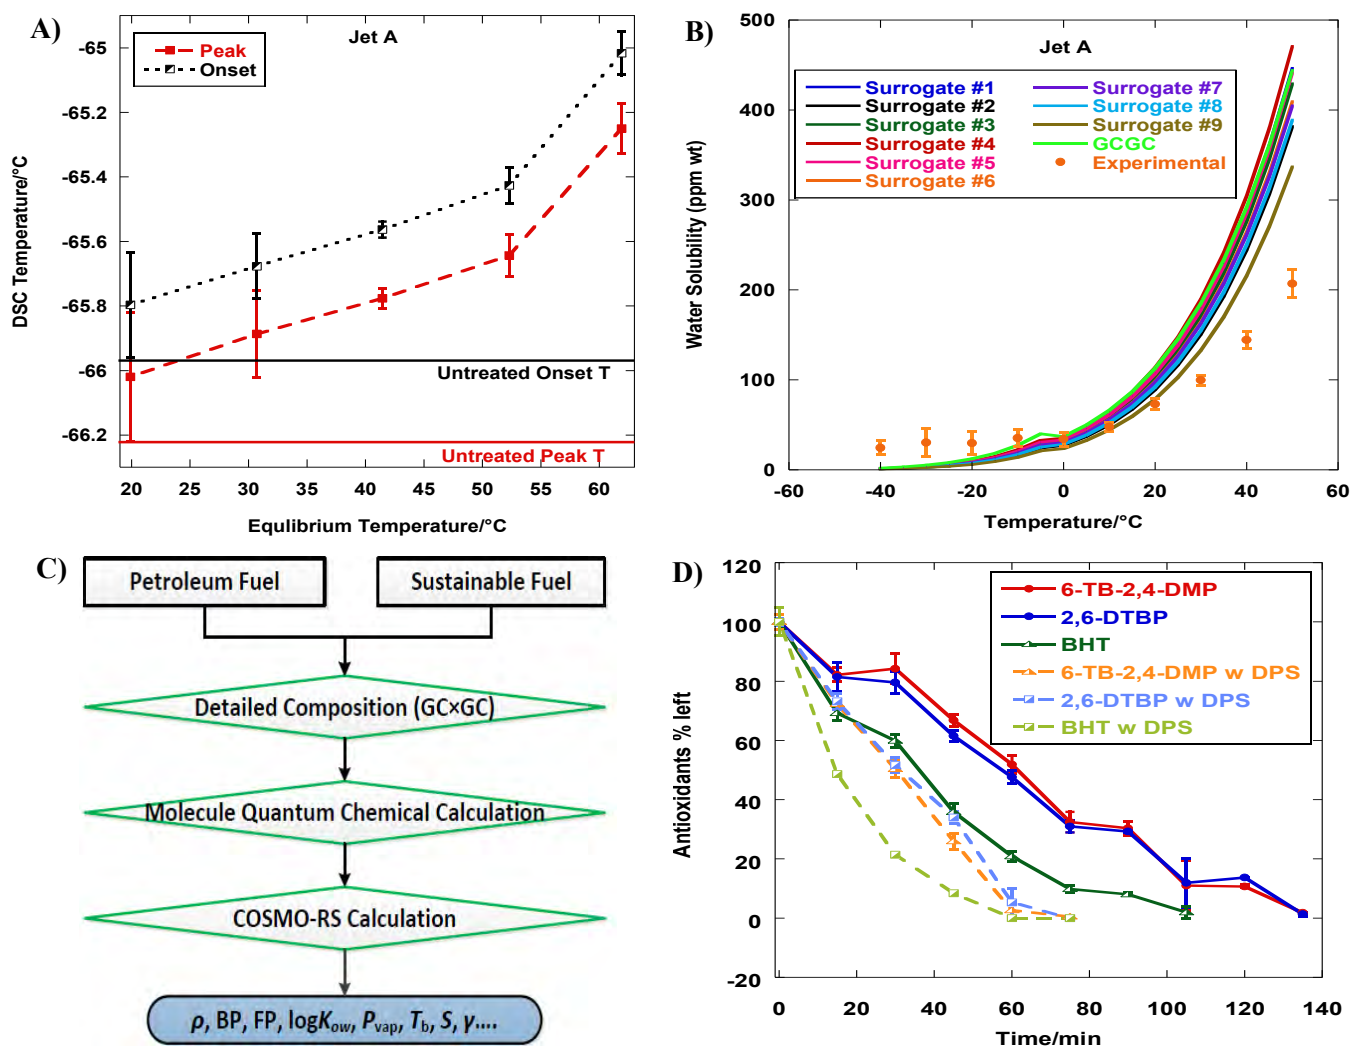 A)
Jet A
Peak
Onset
DSC Temperature/°C
-65
-65.2
-65.4
-65.6
-65.8
-66
-66.2
Untreated Onset T
Untreated Peak T
20 25 30 35 40 45 50 55 60
Equlibrium Temperature/°C
B)
Jet A
Surrogate #1
Surrogate #2
Surrogate #3
Surrogate #4
Surrogate #5
Surrogate #6
Surrogate #7
Surrogate #8
Surrogate #9
GCGC
Experimental
Water Solubility (ppm wt)
500
400
300
200
100
0
-60 -40 -20 0 20 40 60
Temperature/°C
C)
Petroleum Fuel
Sustainable Fuel
Detailed Composition (GC×GC)
Molecule Quantum Chemical Calculation
COSMO-RS Calculation
ρ, BP, FP, logKow, Pvap, Tb, S, γ....
D)
6-TB-2,4-DMP
2,6-DTBP
BHT
6-TB-2,4-DMP w DPS
2,6-DTBP w DPS
BHT w DPS
Antioxidants % left
120
100
80
60
40
20
0
-20
0 20 40 60 80 100 120 140
Time/min